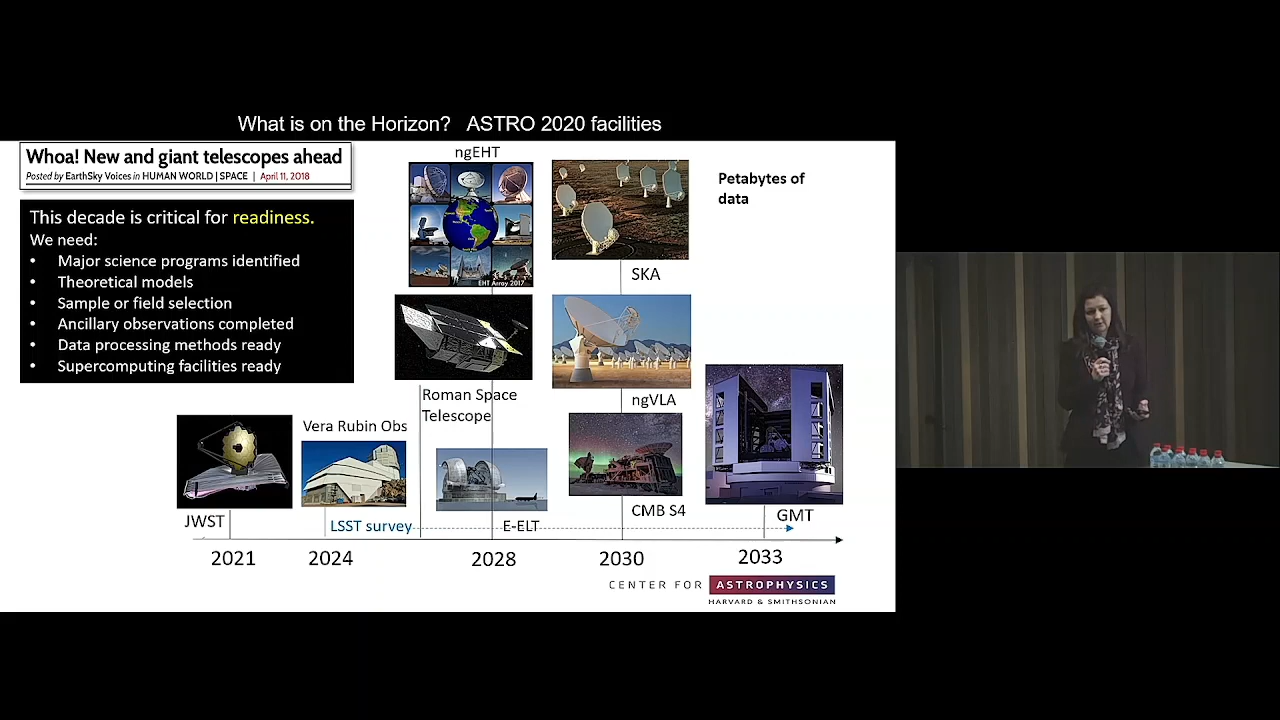 What is on the Horizon? ASTRO 2020 facilities
Whoa! New and giant telescopes ahead
Posted by EarthSky Voices in HUMAN WORLD | SPACE | April 11, 2018
This decade is critical for readiness.
We need:
• Major science programs identified
• Theoretical models
• Sample or field selection
• Ancillary observations completed
• Data processing methods ready
• Supercomputing facilities ready
ngEHT
EHT Array 2017
SKA
Petabytes of
data
Roman Space
Telescope
ngVLA
JWST
Vera Rubin Obs
LSST survey
E-ELT
CMB S4
GMT
2021
2024
2028
2030
2033
CENTER FOR ASTROPHYSICS
HARVARD & SMITHSONIAN